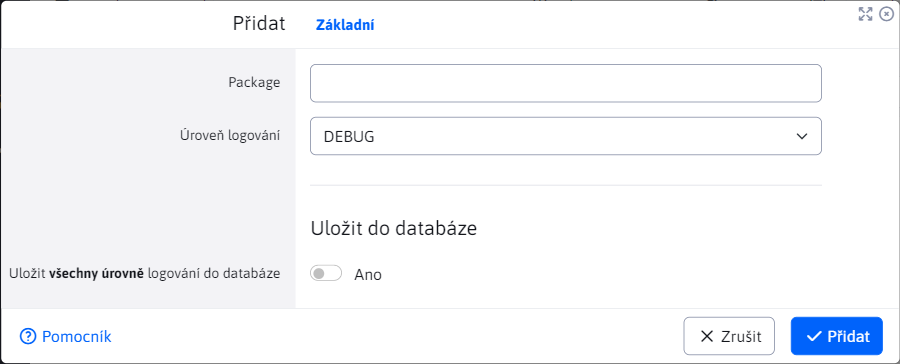 Přidat
Základní
Package
Úroveň logování
DEBUG
Uložit do databáze
Uložit všechny úrovně logování do databáze
Ano
Pomocník
Zrušit
Přidat